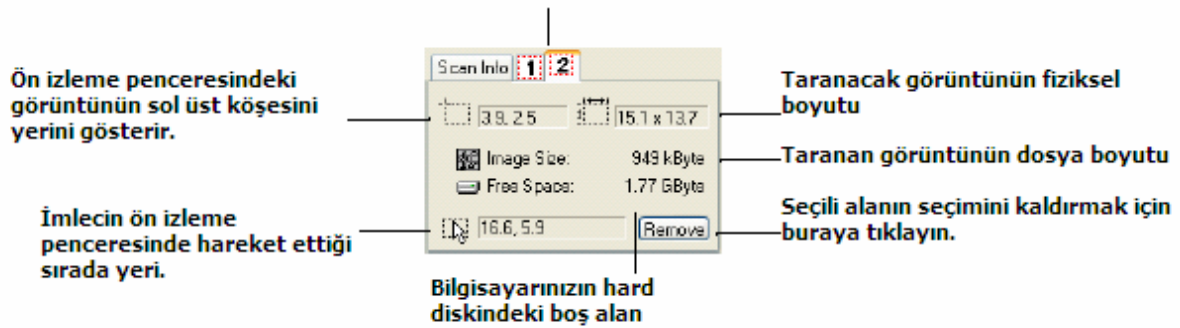 Ön izleme penceresindeki
görüntünün sol üst köşesini
yerini gösterir.
İmlecin ön izleme
penceresinde hareket ettiği
sırada yeri.
Scan Info 1 2
3.9, 2.5 15.1 x 13.7
Image Size: 949 kByte
Free Space: 1.77 GByte
16.6, 5.9 Remove
Taranacak görüntünün fiziksel
boyutu
Taranan görüntünün dosya boyutu
Seçili alanın seçimini kaldırmak için
buraya tıklayın.
Bilgisayarınızın hard
diskindeki boş alan